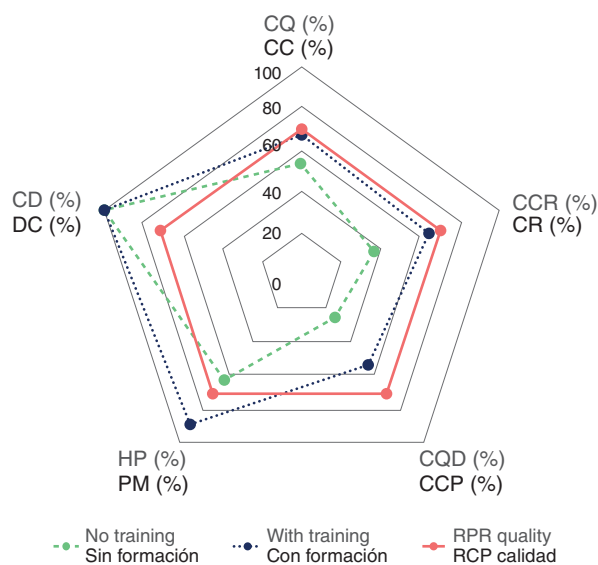 CQ (%)
CC (%)
100
80
60
40
20
0
CD (%)
DC (%)
CCR (%)
CR (%)
HP (%)
PM (%)
CQD (%)
CCP (%)
No training
Sin formación
With training
Con formación
RPR quality
RCP calidad